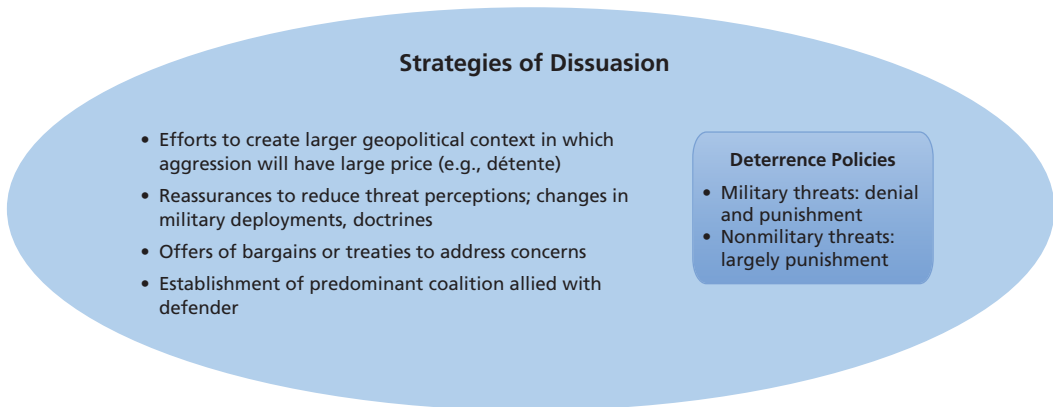 Strategies of Dissuasion
• Efforts to create larger geopolitical context in which
aggression will have large price (e.g., détente)
• Reassurances to reduce threat perceptions; changes in
military deployments, doctrines
• Offers of bargains or treaties to address concerns
• Establishment of predominant coalition allied with
defender
Deterrence Policies
• Military threats: denial
and punishment
• Nonmilitary threats:
largely punishment